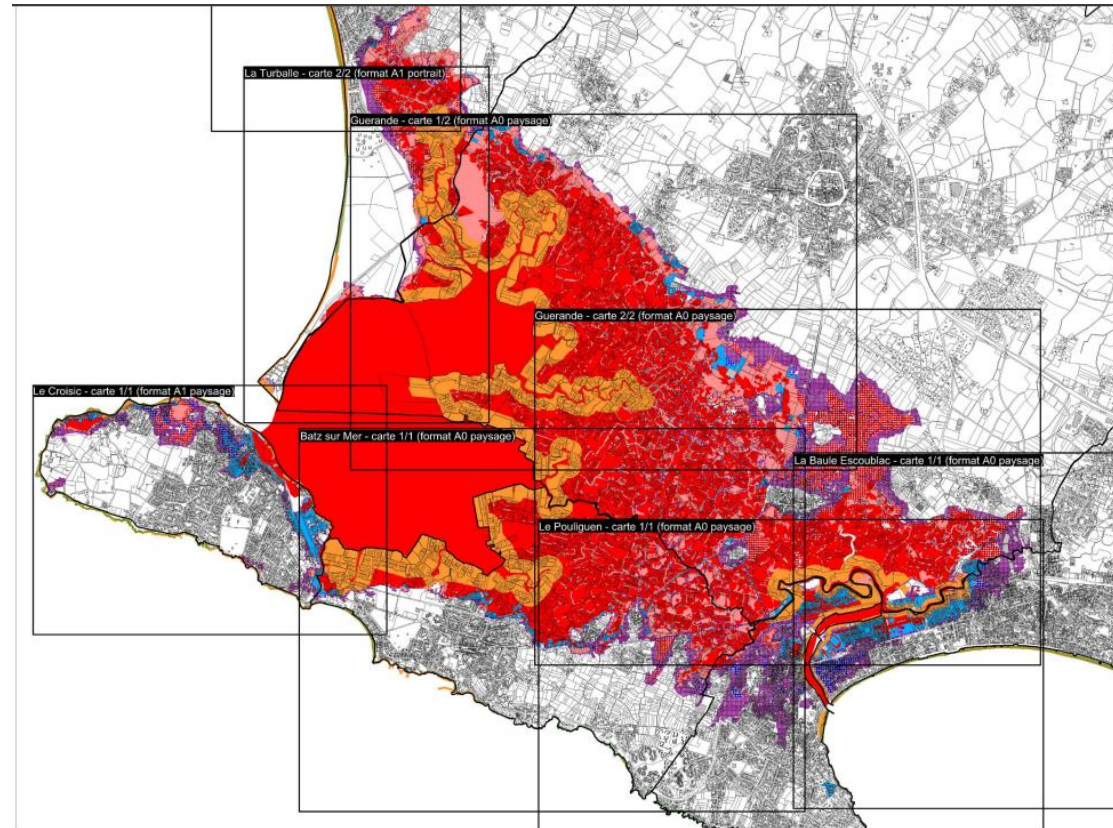 La Turballe - carte 2/2 (format A1 portrait)
Guerande - carte 1/2 (format A0 paysage)
Guerande - carte 2/2 (format A0 paysage)
Le Croisic - carte 1/1 (format A1 paysage)
Batz sur Mer - carte 1/1 (format A0 paysage)
La Baule Escoublac - carte 1/1 (format A0 paysage)
Le Pouliguen - carte 1/1 (format A0 paysage)